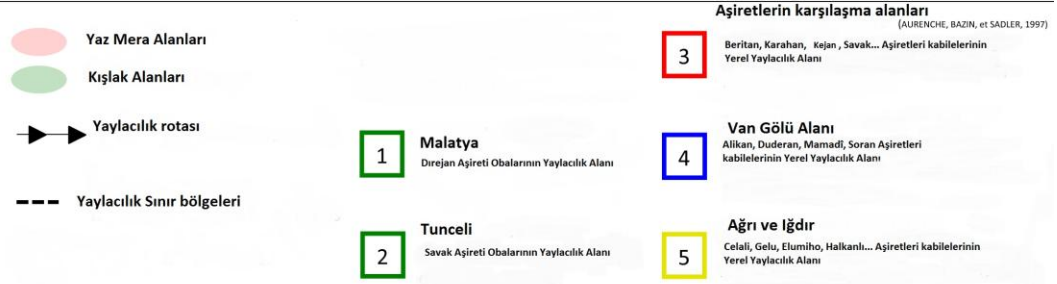 Yaz Mera Alanları
Kışlak Alanları
Yaylacılık rotası
Yaylacılık Sınır bölgeleri
1
Malatya
Dırejan Aşireti Obalarının Yaylacılık Alanı
2
Tunceli
Savak Aşireti Obalarının Yaylacılık Alanı
Aşiretlerin karşılaşma alanları
(AURENCHE, BAZIN, et SADLER, 1997)
3
Beritan, Karahan, Kejan , Savak... Aşiretleri kabilelerinin
Yerel Yaylacılık Alanı
4
Van Gölü Alanı
Alikan, Duderan, Mamadî, Soran Aşiretleri
kabilelerinin Yerel Yaylacılık Alanı
5
Ağrı ve Iğdır
Celali, Gelu, Elumiho, Halkanlı... Aşiretleri kabilelerinin
Yerel Yaylacılık Alanı